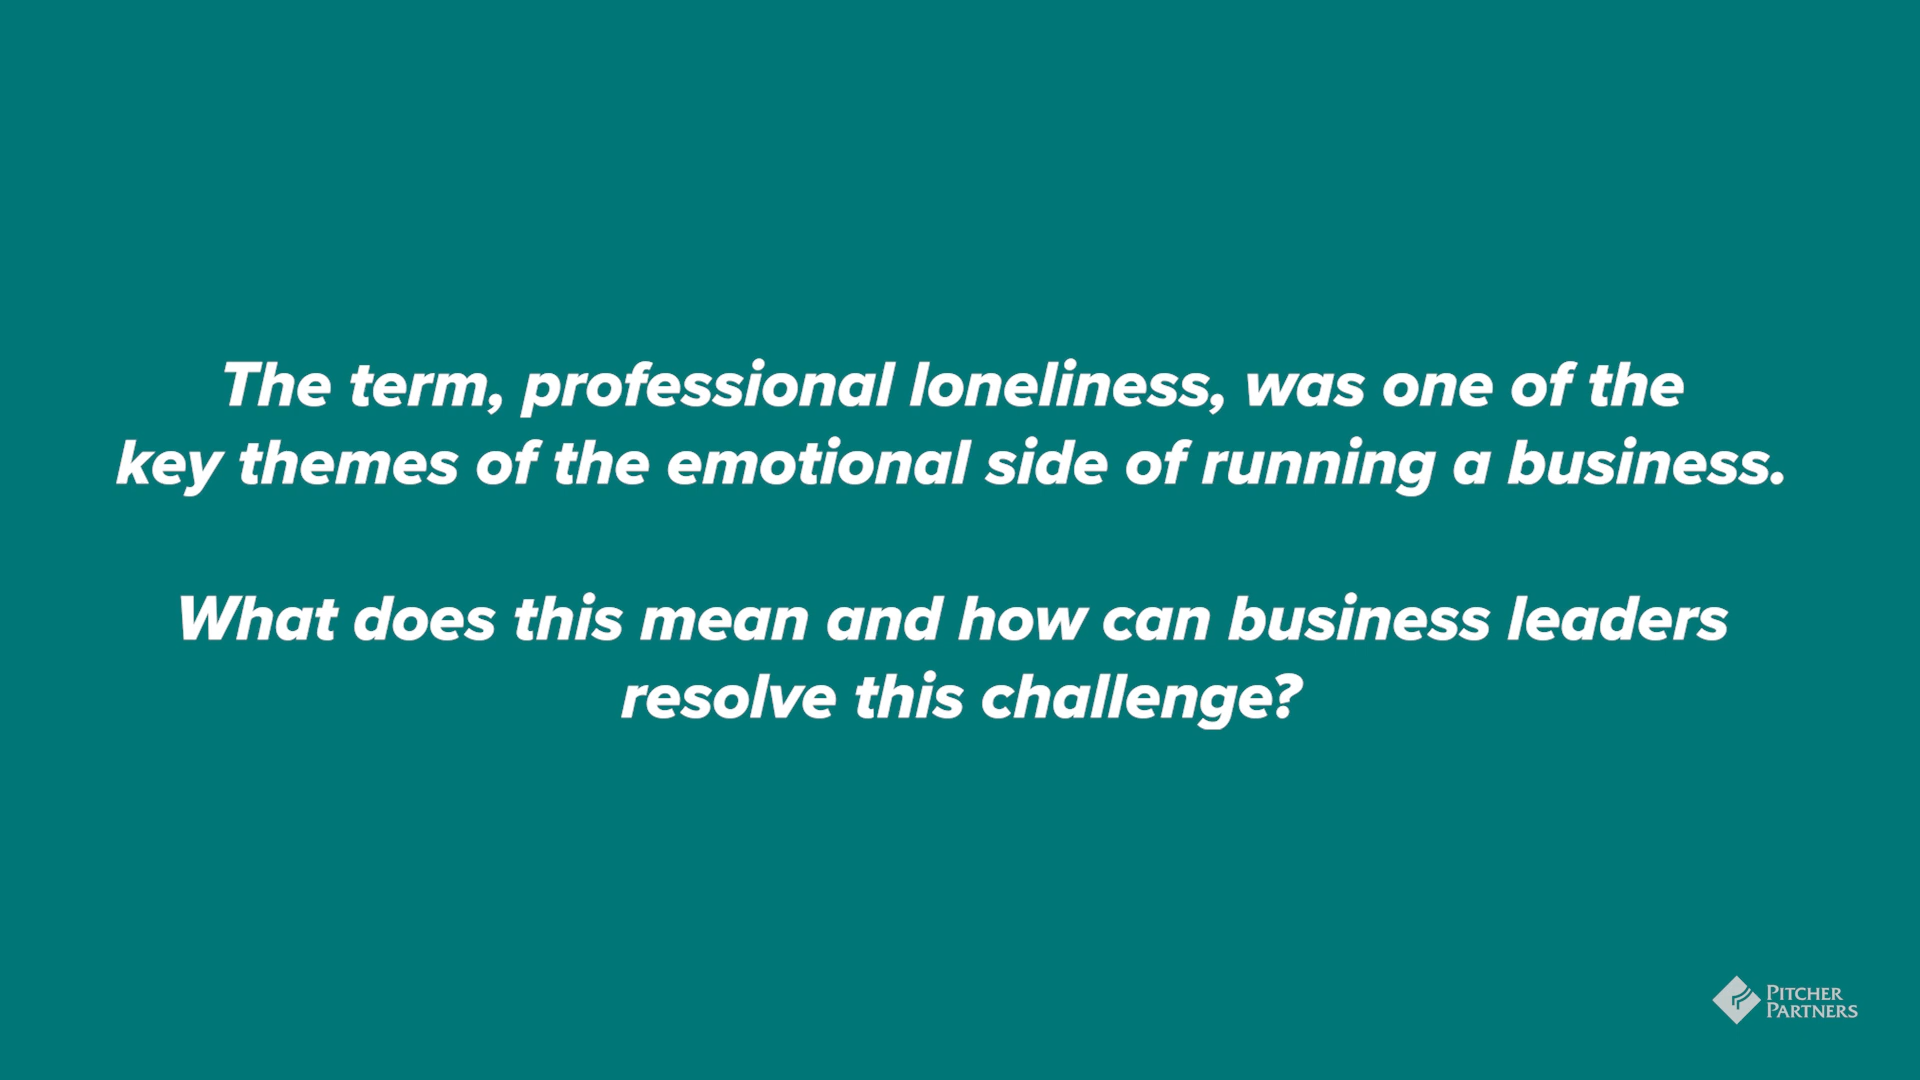 The term, professional loneliness, was one of the
key themes of the emotional side of running a business.
What does this mean and how can business leaders
resolve this challenge?
PITCHER
PARTNERS